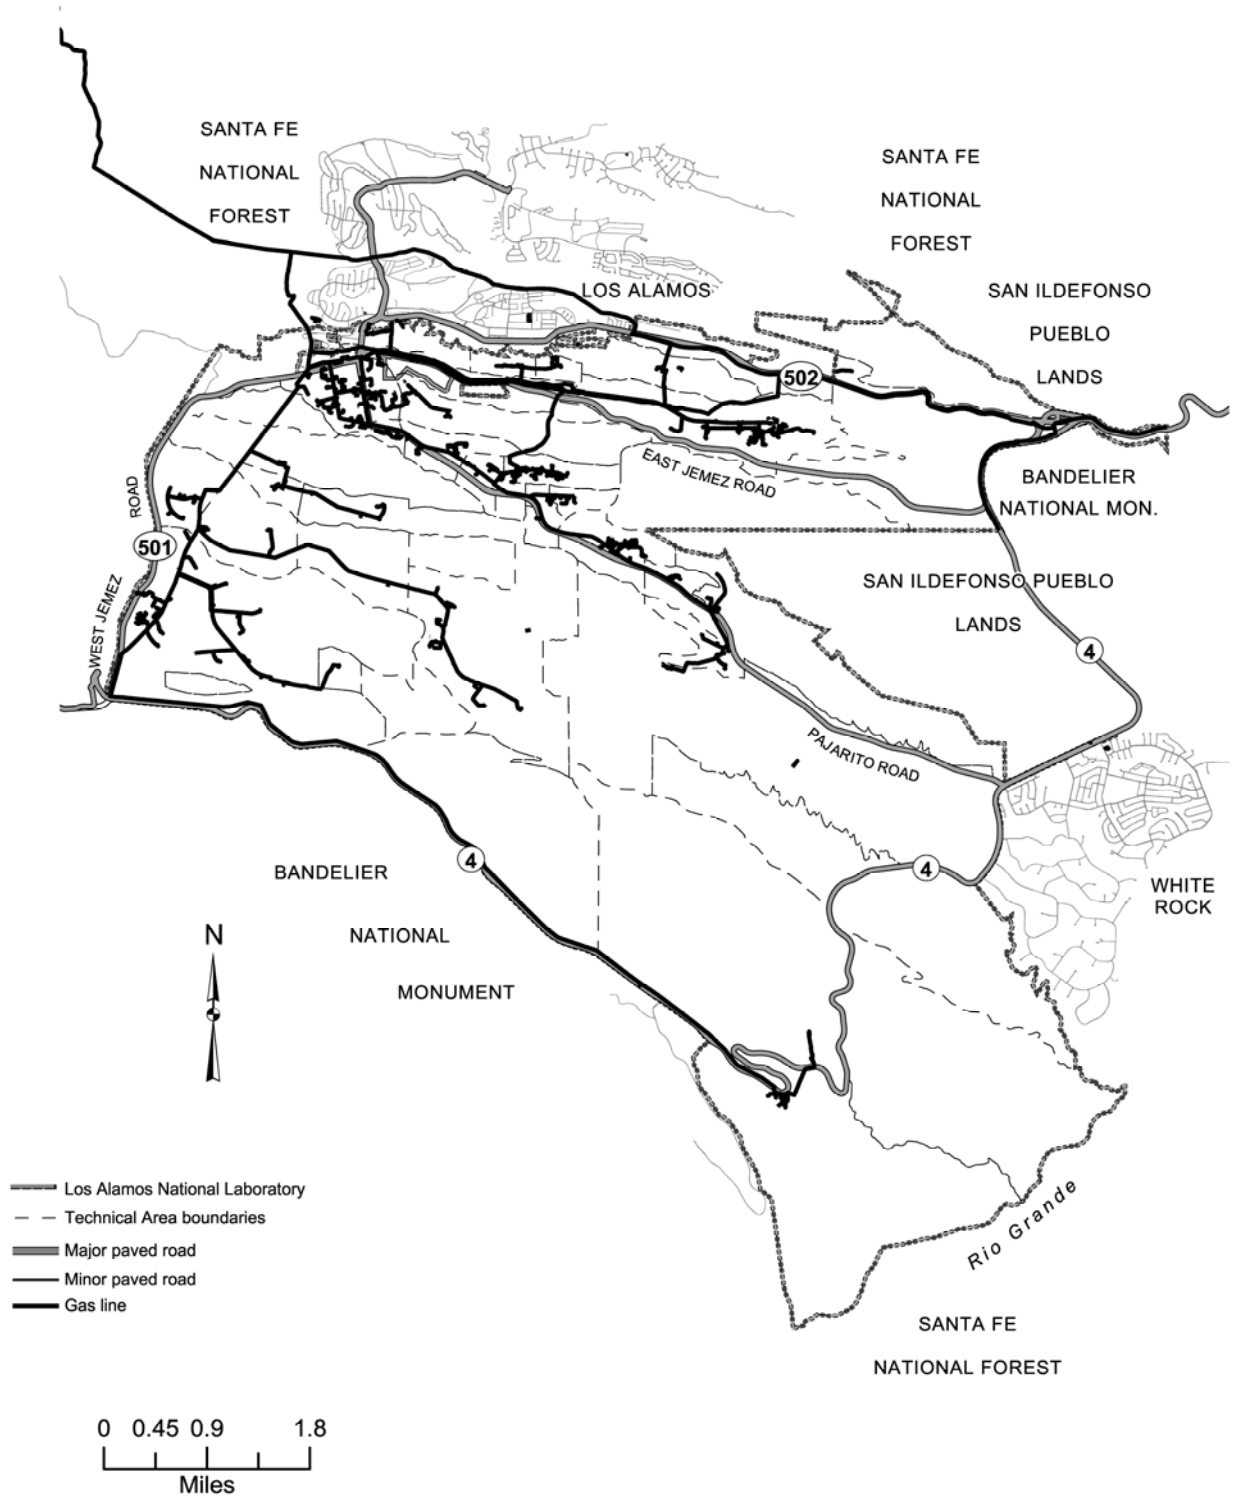 SANTA FE
NATIONAL
FOREST
SANTA FE
NATIONAL
FOREST
LOS ALAMOS
SAN ILDEFONSO
PUEBLO
LANDS
502
EAST JEMEZ ROAD
BANDELIER
NATIONAL MON.
ROAD
501
WEST JEMEZ
SAN ILDEFONSO PUEBLO
LANDS
4
PAJARITO ROAD
4
4
BANDELIER
NATIONAL
MONUMENT
WHITE
ROCK
N
Los Alamos National Laboratory
Technical Area boundaries
Major paved road
Minor paved road
Gas line
Rio Grande
SANTA FE
NATIONAL FOREST
0 0.45 0.9 1.8
Miles